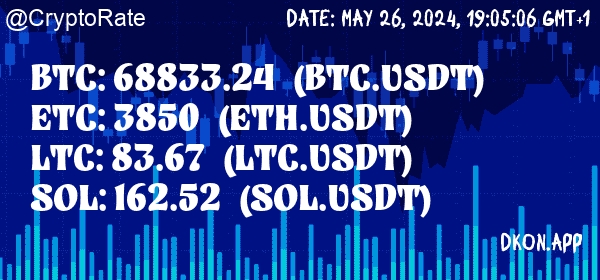 @CryptoRate
DATE: MAY 26, 2024, 19:05:06 GMT+1
BTC: 68833.24 (BTC.USDT)
ETC: 3850 (ETH.USDT)
LTC: 83.67 (LTC.USDT)
SOL: 162.52 (SOL.USDT)
DKON.APP